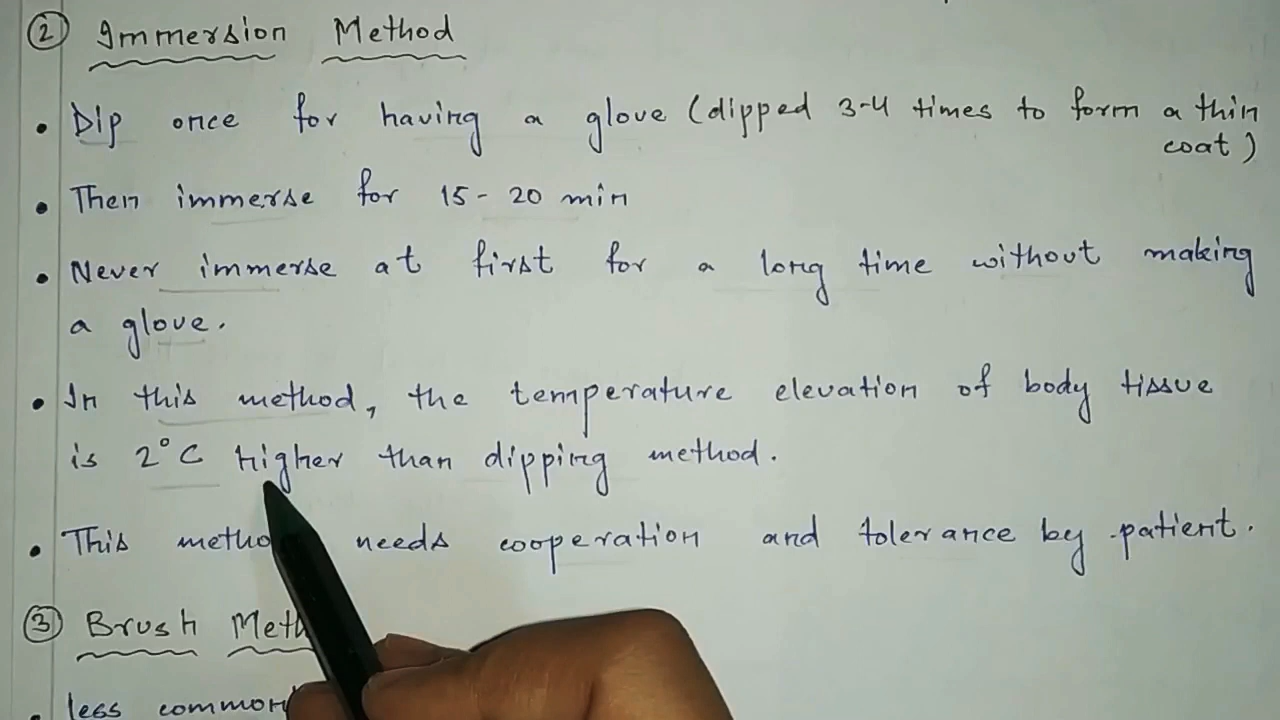 ② Immersion Method
• Dip once for having a glove (dipped 3-4 times to form a thin
coat)
• Then immerse for 15 - 20 min
• Never immerse at first for a long time without making
a glove.
• In this method, the temperature elevation of body tissue
is 2°C higher than dipping method.
• This needs cooperation and tolerance by patient.
③ Brush
• less